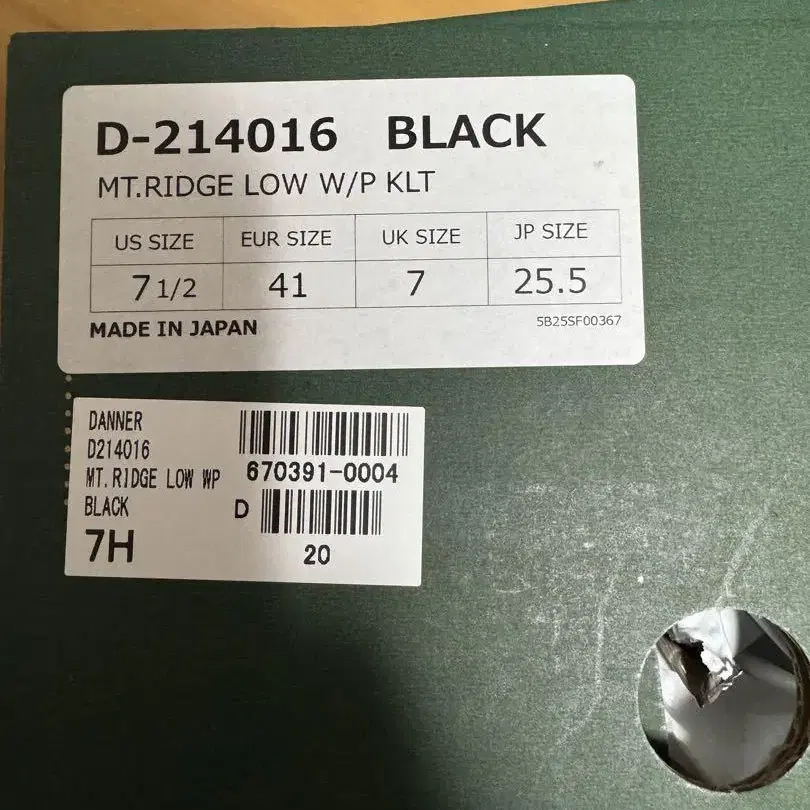 D-214016 BLACK
MT.RIDGE LOW W/P KLT
US SIZE EUR SIZE UK SIZE JP SIZE
7 1/2 41 7 25.5
MADE IN JAPAN 5B25SF00367
DANNER
D214016
MT.RIDGE LOW WP 670391-0004
BLACK D
7H 20